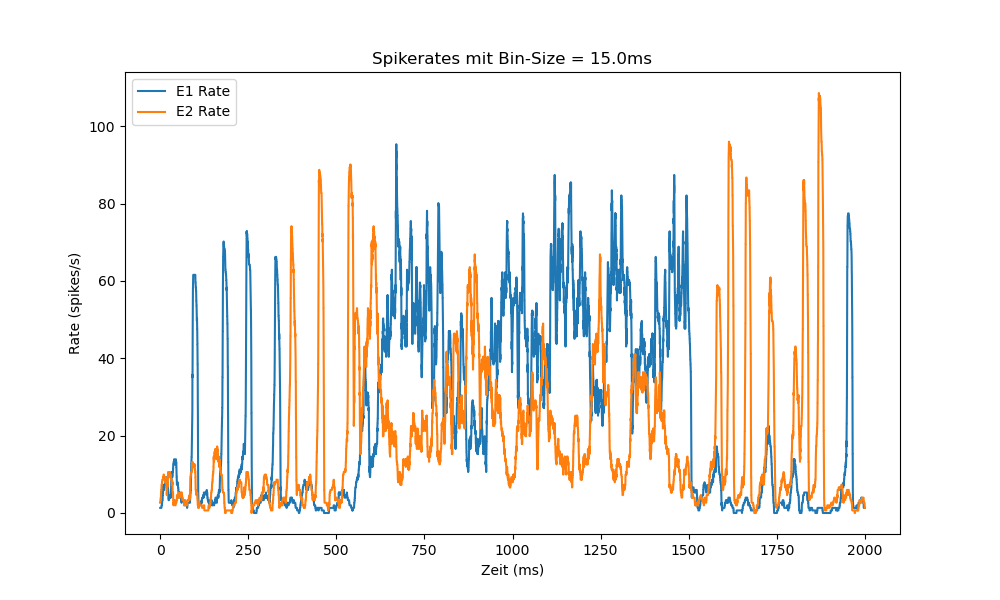 Spikerates mit Bin-Size = 15.0ms
E1 Rate
E2 Rate
Rate (spikes/s)
100
80
60
40
20
0
0 250 500 750 1000 1250 1500 1750 2000
Zeit (ms)